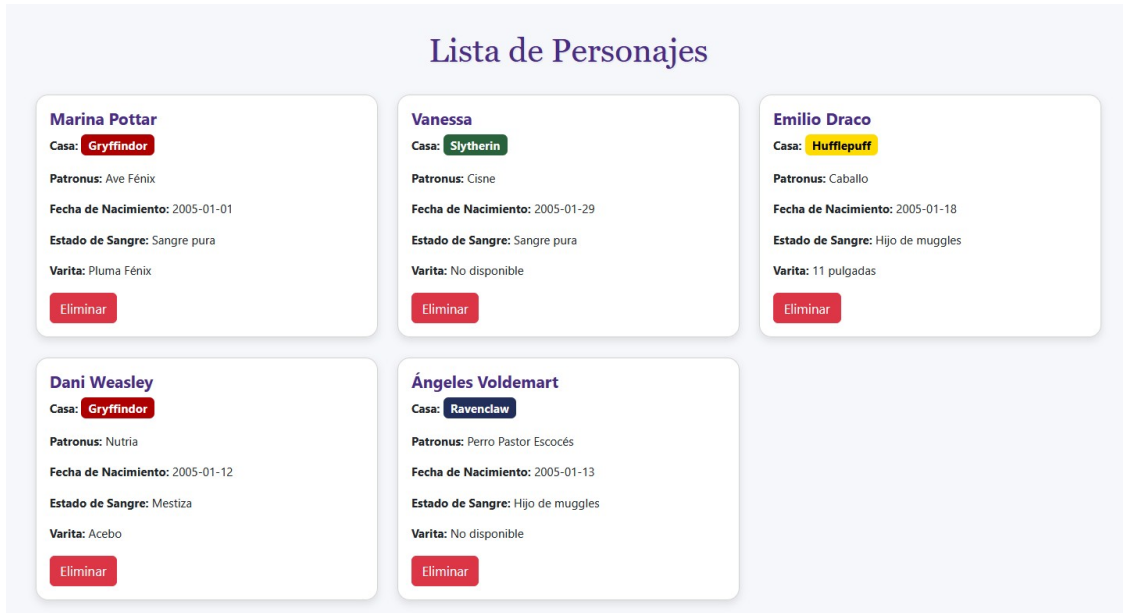 Lista de Personajes
Marina Pottar
Casa: Gryffindor
Patronus: Ave Fénix
Fecha de Nacimiento: 2005-01-01
Estado de Sangre: Sangre pura
Varita: Pluma Fénix
Eliminar
Vanessa
Casa: Slytherin
Patronus: Cisne
Fecha de Nacimiento: 2005-01-29
Estado de Sangre: Sangre pura
Varita: No disponible
Eliminar
Emilio Draco
Casa: Hufflepuff
Patronus: Caballo
Fecha de Nacimiento: 2005-01-18
Estado de Sangre: Hijo de muggles
Varita: 11 pulgadas
Eliminar
Dani Weasley
Casa: Gryffindor
Patronus: Nutria
Fecha de Nacimiento: 2005-01-12
Estado de Sangre: Mestiza
Varita: Acebo
Eliminar
Ángeles Voldemart
Casa: Ravenclaw
Patronus: Perro Pastor Escocés
Fecha de Nacimiento: 2005-01-13
Estado de Sangre: Hijo de muggles
Varita: No disponible
Eliminar